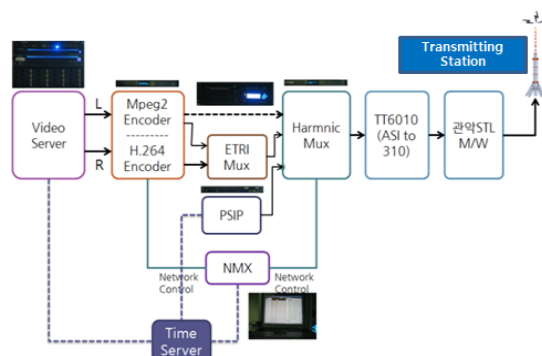 Transmitting
Station
L
R
Video
Server
Mpeg2
Encoder
---------
H.264
Encoder
ETRI
Mux
Harmnic
Mux
TT6010
(ASI to
310)
관악STL
M/W
PSIP
NMX
Network
Control
Network
Control
Time
Server